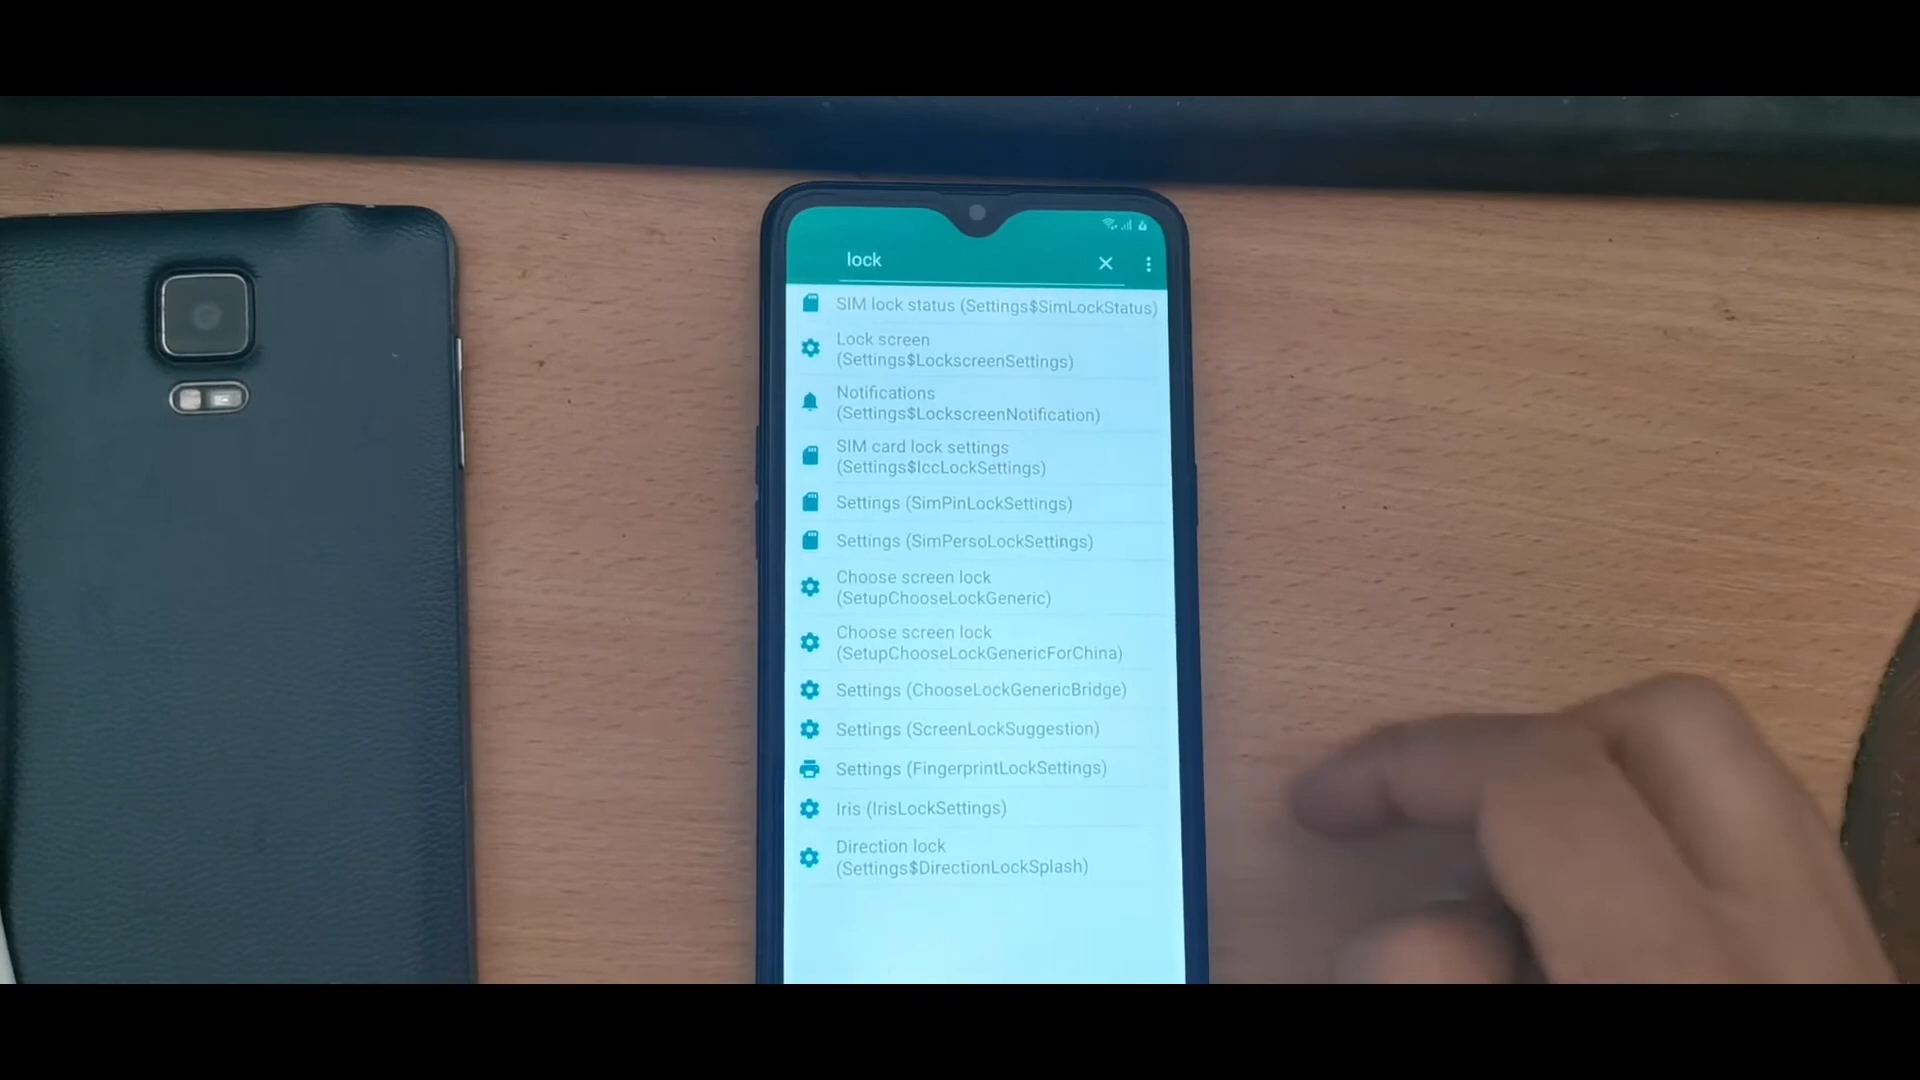 lock
SIM lock status (Settings$SimLockStatus)
Lock screen
(Settings$LockscreenSettings)
Notifications
(Settings$LockscreenNotification)
SIM card lock settings
(Settings$IccLockSettings)
Settings (SimPinLockSettings)
Settings (SimPersoLockSettings)
Choose screen lock
(SetupChooseLockGeneric)
Choose screen lock
(SetupChooseLockGenericForChina)
Settings (ChooseLockGenericBridge)
Settings (ScreenLockSuggestion)
Settings (FingerprintLockSettings)
Iris (IrisLockSettings)
Direction lock
(Settings$DirectionLockSplash)